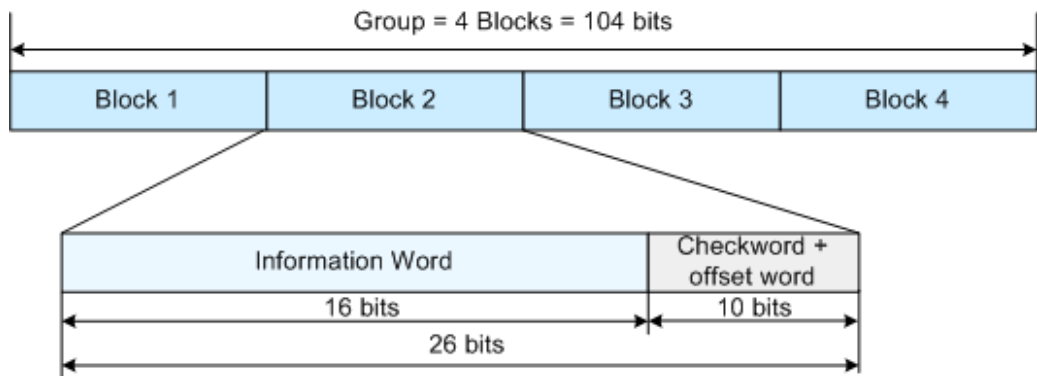 Group = 4 Blocks = 104 bits
Block 1
Block 2
Block 3
Block 4
Information Word
Checkword +
offset word
16 bits
10 bits
26 bits